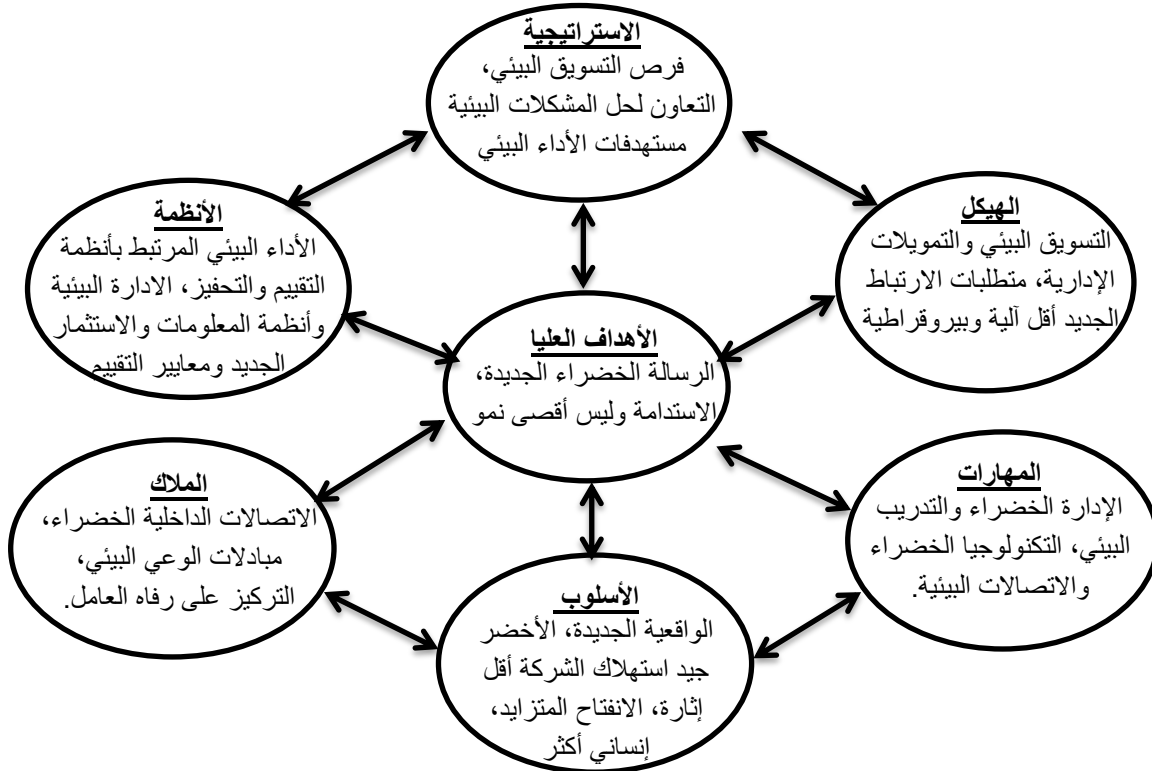 الاستراتيجية
فرص التسويق البيئي،
التعاون لحل المشكلات البيئية
مستهدفات الأداء البيئي
الهيكل
التسويق البيئي والتمويلات
الإدارية، متطلبات الارتباط
الجديد أقل آلية وبيروقراطية
الأنظمة
الأداء البيئي المرتبط بأنظمة
التقييم والتحفيز، الادارة البيئية
وأنظمة المعلومات والاستثمار
الجديد ومعايير التقييم
الأهداف العليا
الرسالة الخضراء الجديدة،
الاستدامة وليس أقصى نمو
المهارات
الإدارة الخضراء والتدريب
البيئي، التكنولوجيا الخضراء
والاتصالات البيئية.
الملاك
الاتصالات الداخلية الخضراء،
مبادلات الوعي البيئي،
التركيز على رفاه العامل.
الأسلوب
الواقعية الجديدة، الأخضر
جيد استهلاك الشركة أقل
إثارة، الانفتاح المتزايد،
إنساني أكثر